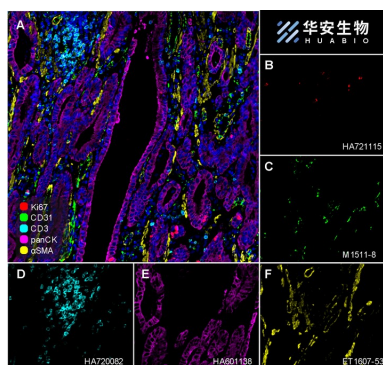 A
华安生物
HUABIO
B
HA721115
C
M1511-8
Ki67
CD31
CD3
panCK
αSMA
D
HA720082
E
HA601138
F
ET1607-53